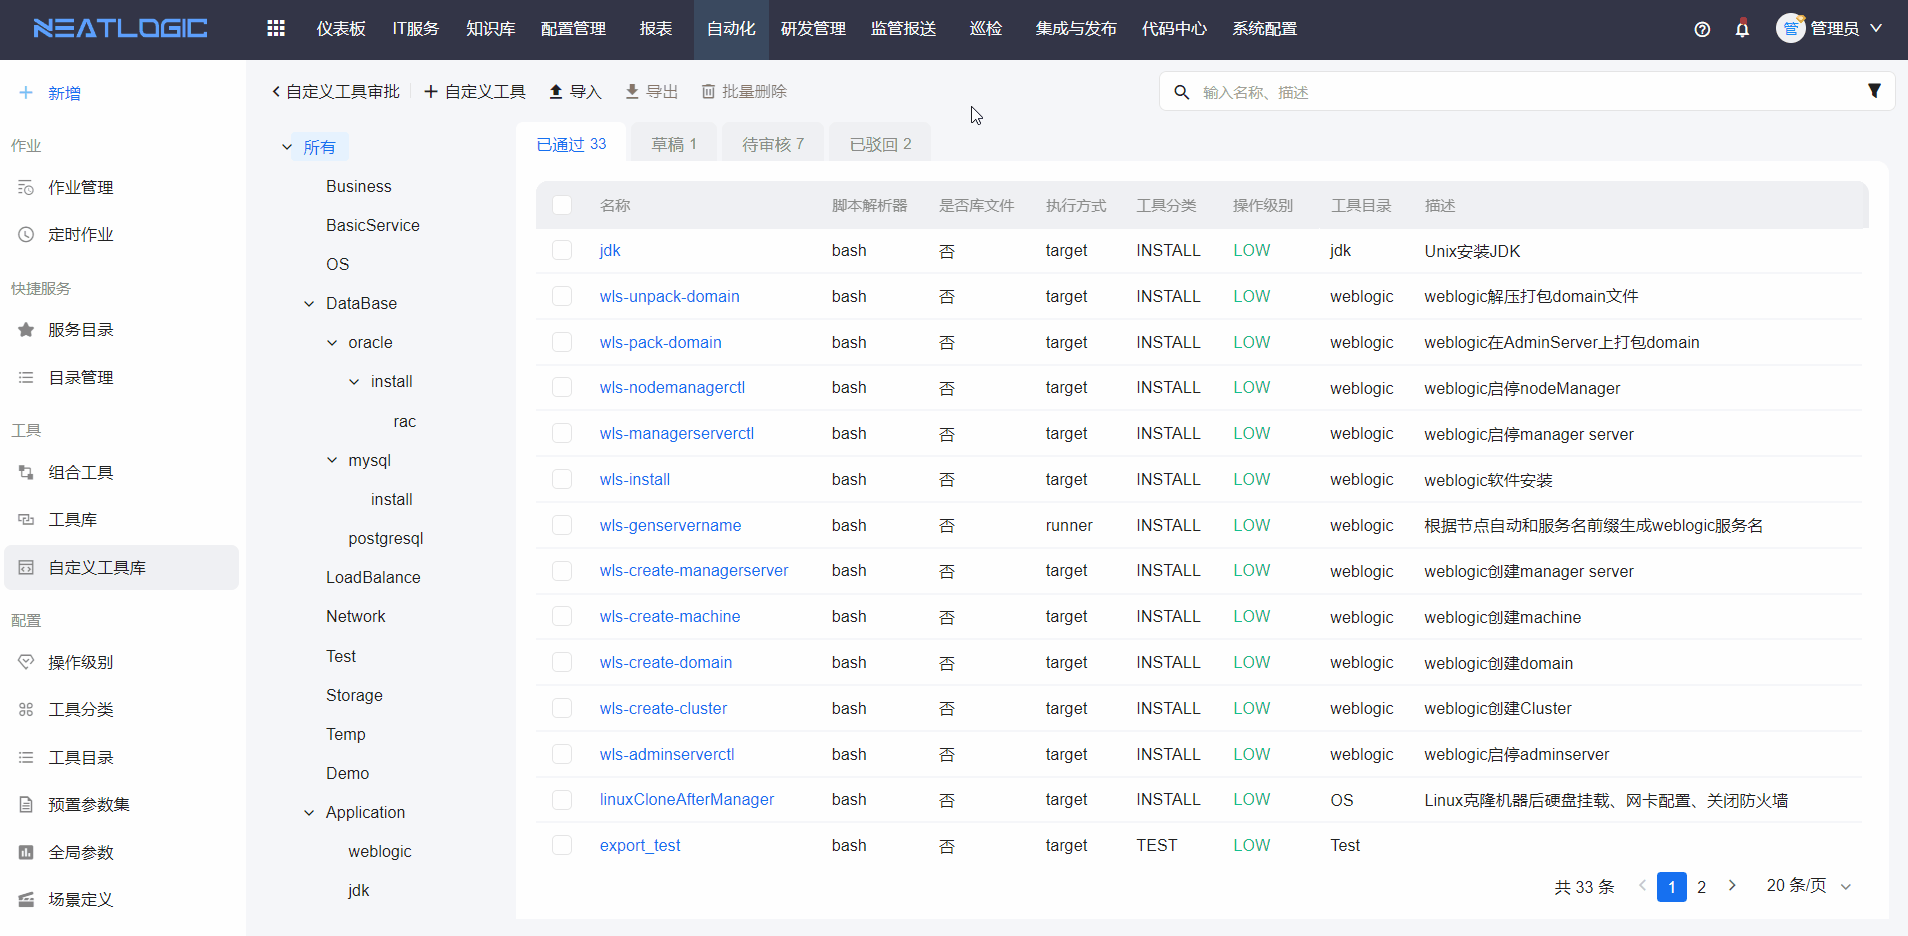 NEATLOGIC
仪表板 IT服务 知识库 配置管理 报表 自动化 研发管理 监管报送 巡检 集成与发布 代码中心 系统配置
管 管理员
新增
作业
作业管理
定时作业
快捷服务
服务目录
目录管理
工具
组合工具
工具库
自定义工具库
配置
操作级别
工具分类
工具目录
预置参数集
全局参数
场景定义
自定义工具审批 自定义工具 导入 导出 批量删除
输入名称、描述
所有
Business
BasicService
OS
DataBase
oracle
install
rac
mysql
install
postgresql
LoadBalance
Network
Test
Storage
Temp
Demo
Application
weblogic
jdk
已通过 33 草稿 1 待审核 7 已驳回 2
名称 脚本解析器 是否库文件 执行方式 工具分类 操作级别 工具目录 描述
jdk bash 否 target INSTALL LOW jdk Unix安装JDK
wls-unpack-domain bash 否 target INSTALL LOW weblogic weblogic解压打包domain文件
wls-pack-domain bash 否 target INSTALL LOW weblogic weblogic在AdminServer上打包domain
wls-nodemanagerctl bash 否 target INSTALL LOW weblogic weblogic启停nodeManager
wls-managerserverctl bash 否 target INSTALL LOW weblogic weblogic启停manager server
wls-install bash 否 target INSTALL LOW weblogic weblogic软件安装
wls-genservername bash 否 runner INSTALL LOW weblogic 根据节点自动和服务名前缀生成weblogic服务名
wls-create-managerserver bash 否 target INSTALL LOW weblogic weblogic创建manager server
wls-create-machine bash 否 target INSTALL LOW weblogic weblogic创建machine
wls-create-domain bash 否 target INSTALL LOW weblogic weblogic创建domain
wls-create-cluster bash 否 target INSTALL LOW weblogic weblogic创建Cluster
wls-adminserverctl bash 否 target INSTALL LOW weblogic weblogic启停adminserver
linuxCloneAfterManager bash 否 target INSTALL LOW OS Linux克隆机器后硬盘挂载、网卡配置、关闭防火墙
export_test bash 否 target TEST LOW Test
共 33 条 1 2 20 条/页